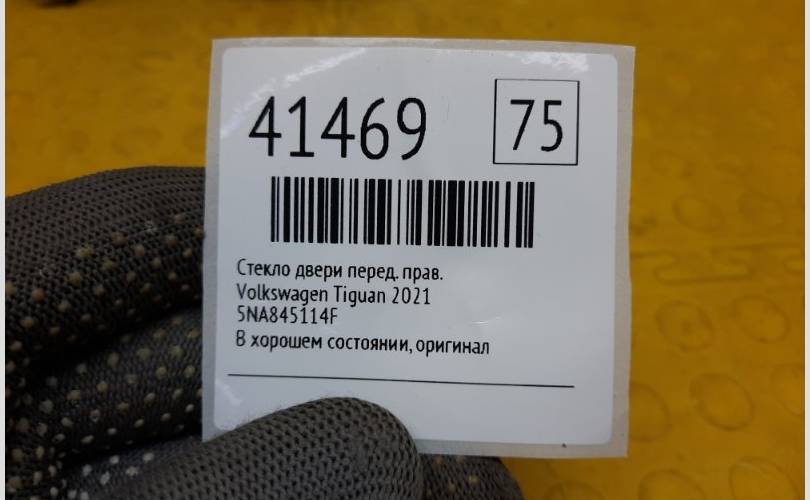 41469
75
Стекло двери перед. прав.
Volkswagen Tiguan 2021
5NA845114F
В хорошем состоянии, оригинал